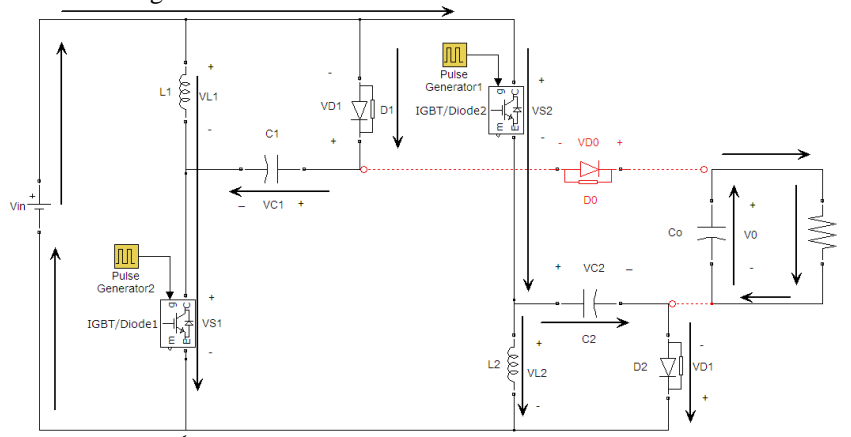 Pulse
Generator1
L1
VL1
+
-
VD1
D1
-
+
IGBT/Diode2
g
C
m
E
VS2
+
-
C1
- VD0 +
D0
− VC1 +
Vin
+
Pulse
Generator2
IGBT/Diode1
g
C
m
E
VS1
+
-
Co
+
V0
-
+ VC2 −
C2
L2
+
VL2
-
D2
-
VD1
+